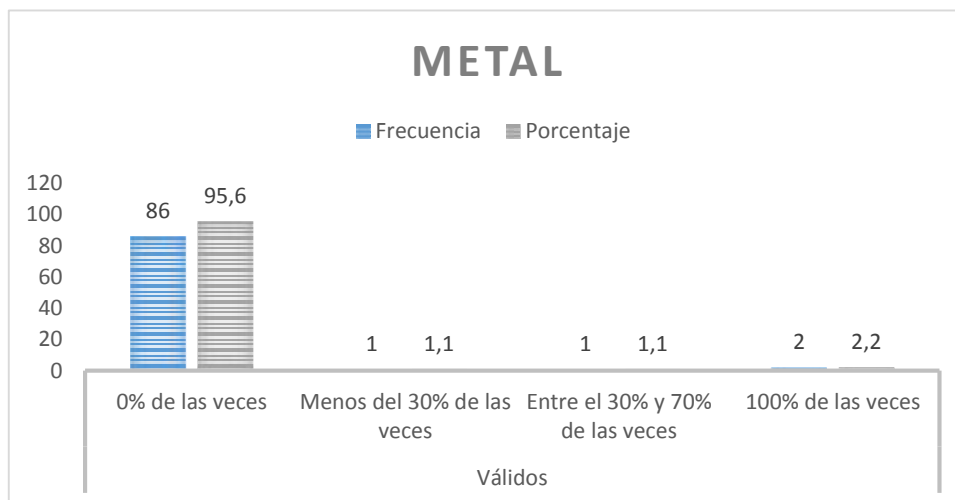 METAL
Frecuencia Porcentaje
120
100
80
60
40
20
0
86 95,6
1 1,1
1 1,1
2 2,2
0% de las veces
Menos del 30% de las
veces
Entre el 30% y 70%
de las veces
100% de las veces
Válidos